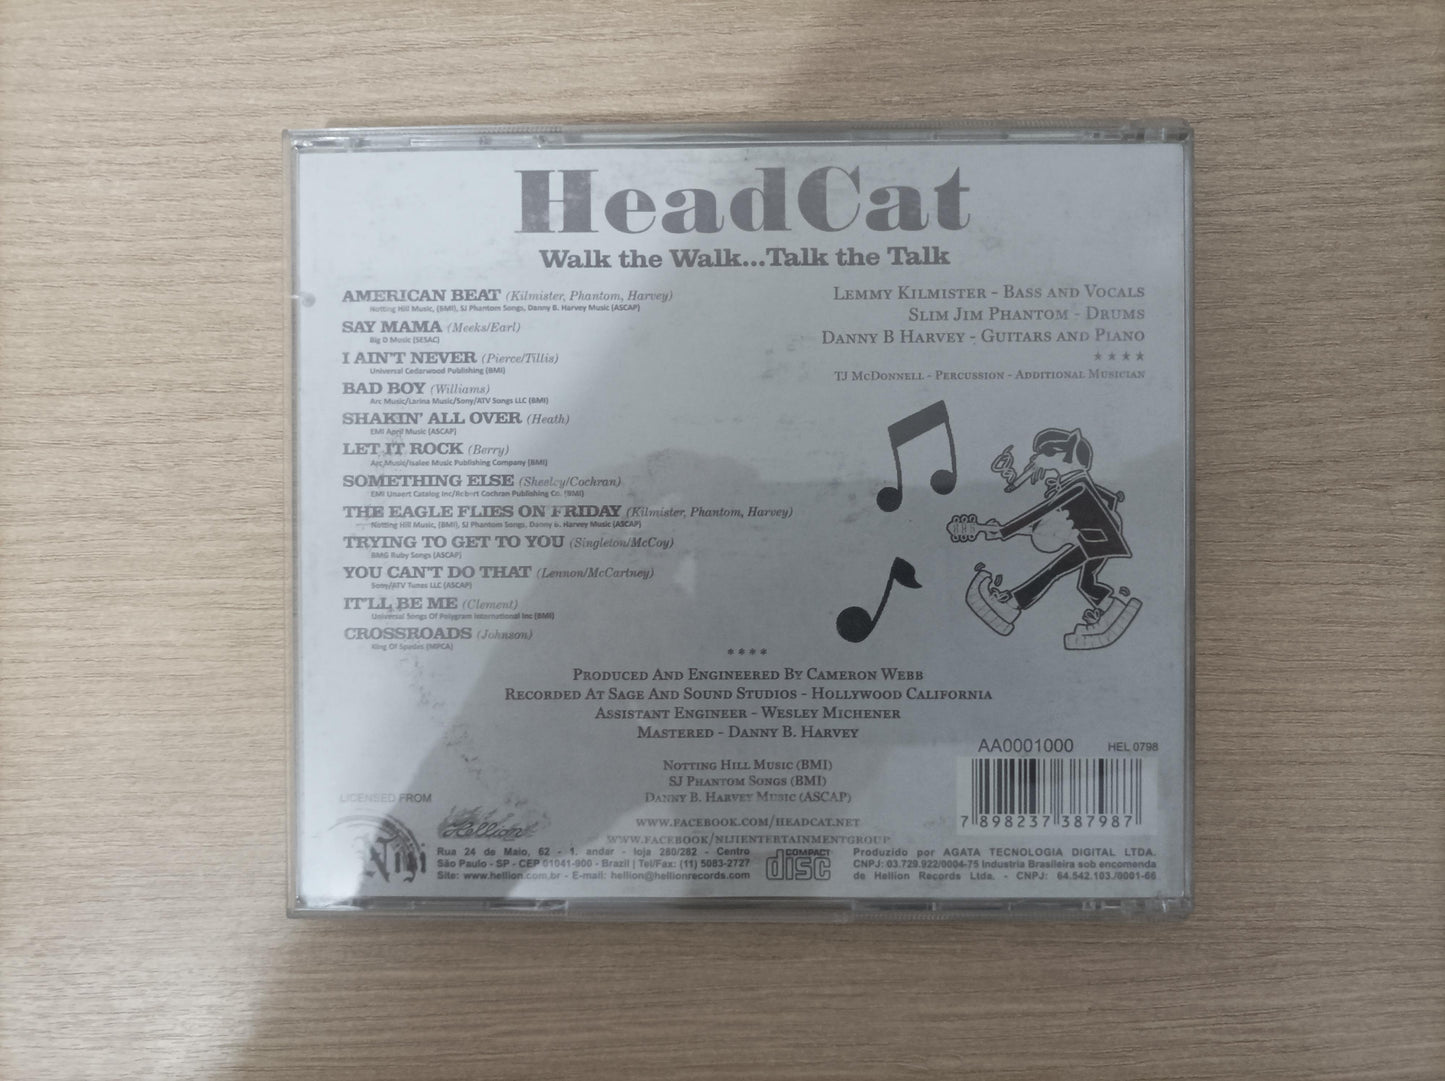 HeadCat
Walk the Walk...Talk the Talk
AMERICAN BEAT (Kilmister, Phantom, Harvey)
Notting Hill Music, (BMI), SJ Phantom Songs, Danny B. Harvey Music (ASCAP)
SAY MAMA (Meeks/Earl)
Big D Music (SESAC)
I AIN'T NEVER (Pierce/Tillis)
Universal Cedarwood Publishing (BMI)
BAD BOY (Williams)
Arc Music/Larina Music/Sony/ATV Songs LLC (BMI)
SHAKIN' ALL OVER (Heath)
EMI April Music (ASCAP)
LET IT ROCK (Berry)
Arc Music/Isalee Music Publishing Company (BMI)
SOMETHING ELSE (Sheeley/Cochran)
EMI Unaert Catalog Inc/Robert Cochran Publishing Co. (BMI)
THE EAGLE FLIES ON FRIDAY (Kilmister, Phantom, Harvey)
Notting Hill Music, (BMI), SJ Phantom Songs, Danny B. Harvey Music (ASCAP)
TRYING TO GET TO YOU (Singleton/McCoy)
BMG Ruby Songs (ASCAP)
YOU CAN'T DO THAT (Lennon/McCartney)
Sony/ATV Tunes LLC (ASCAP)
IT'LL BE ME (Clement)
Universal Songs Of Polygram International Inc (BMI)
CROSSROADS (Johnson)
King Of Spades (MPCA)
LEMMY KILMISTER - BASS AND VOCALS
SLIM JIM PHANTOM - DRUMS
DANNY B HARVEY - GUITARS AND PIANO
★★★★
TJ MCDONNELL - PERCUSSION - ADDITIONAL MUSICIAN
****
PRODUCED AND ENGINEERED BY CAMERON WEBB
RECORDED AT SAGE AND SOUND STUDIOS - HOLLYWOOD CALIFORNIA
ASSISTANT ENGINEER - WESLEY MICHENER
MASTERED - DANNY B. HARVEY
NOTTING HILL MUSIC (BMI)
SJ PHANTOM SONGS (BMI)
DANNY B. HARVEY MUSIC (ASCAP)
WWW.FACEBOOK.COM/HEADCAT.NET
WWW.FACEBOOK/NIJIENTERTAINMENTGROUP
AA0001000 HEL 0798
7 898237 387987
LICENSED FROM
Niji
Hellion
Rua 24 de Maio, 62 - 1. andar - loja 280/282 - Centro
São Paulo - SP - CEP 01041-900 - Brazil | Tel/Fax: (11) 5083-2727
Site: www.hellion.com.br - E-mail: hellion@hellionrecords.com
COMPACT
disc
Produzido por AGATA TECNOLOGIA DIGITAL LTDA.
CNPJ: 03.729.922/0004-75 Industria Brasileira sob encomenda
de Hellion Records Ltda. - CNPJ: 64.542.103./0001-66